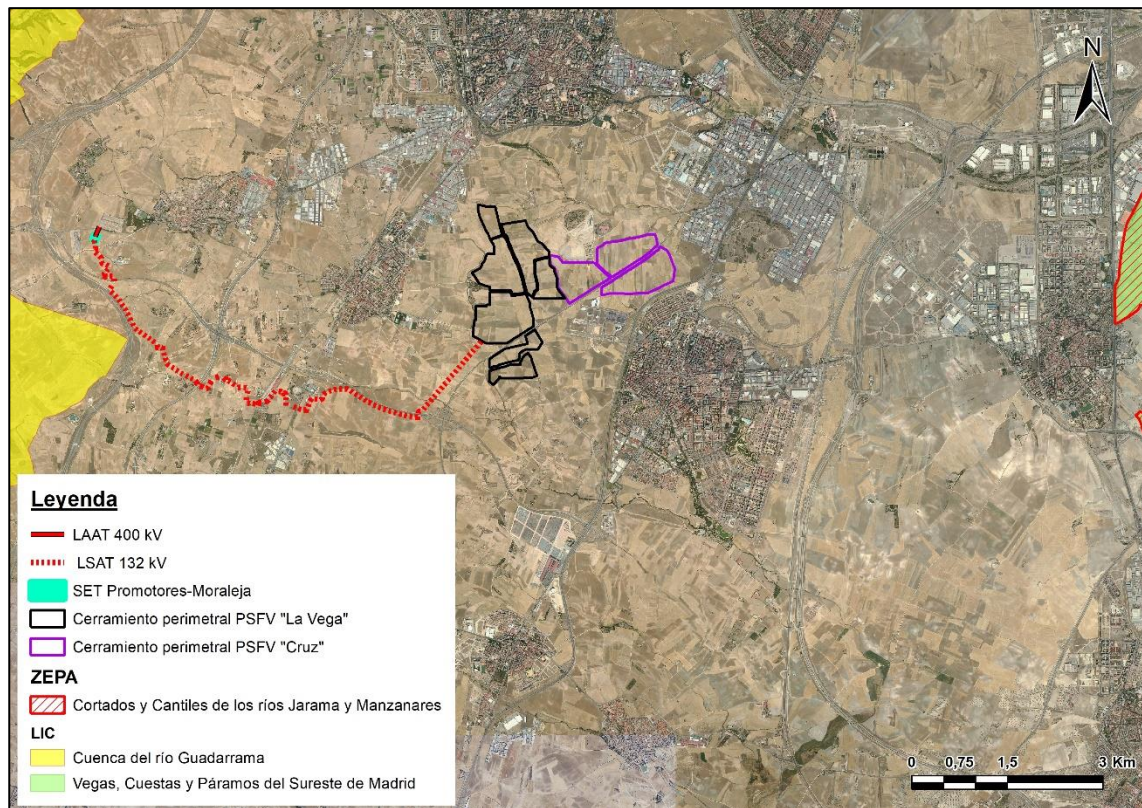 N
Leyenda
LAAT 400 kV
LSAT 132 kV
SET Promotores-Moraleja
Cerramiento perimetral PSFV "La Vega"
Cerramiento perimetral PSFV "Cruz"
ZEPA
Cortados y Cantiles de los ríos Jarama y Manzanares
LIC
Cuenca del río Guadarrama
Vegas, Cuestas y Páramos del Sureste de Madrid
0 0,75 1,5 3 Km